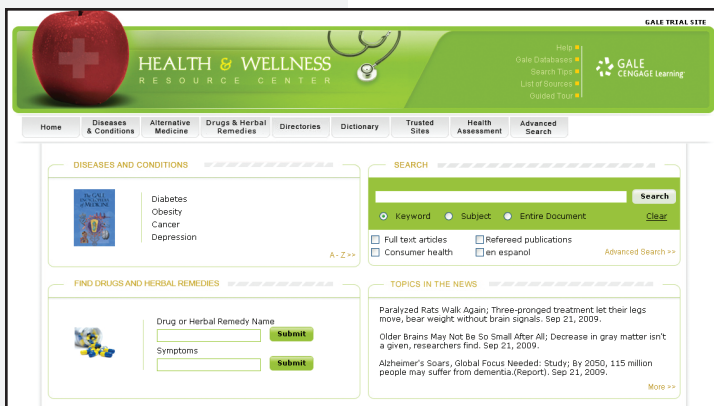 GALE TRIAL SITE
HEALTH & WELLNESS
RESOURCE CENTER
Help
Gale Databases
Search Tips
List of Sources
Guided Tour
GALE
CENGAGE Learning
Home
Diseases
& Conditions
Alternative
Medicine
Drugs & Herbal
Remedies
Directories
Dictionary
Trusted
Sites
Health
Assessment
Advanced
Search
DISEASES AND CONDITIONS
The GALE
ENCYCLOPEDIA
of MEDICINE
Diabetes
Obesity
Cancer
Depression
A - Z >>
SEARCH
Search
Keyword Subject Entire Document Clear
Full text articles Refereed publications
Consumer health en espanol Advanced Search >>
FIND DRUGS AND HERBAL REMEDIES
Drug or Herbal Remedy Name
Submit
Symptoms
Submit
TOPICS IN THE NEWS
Paralyzed Rats Walk Again; Three-pronged treatment let their legs
move, bear weight without brain signals. Sep 21, 2009.
Older Brains May Not Be So Small After All; Decrease in gray matter isn't
a given, researchers find. Sep 21, 2009.
Alzheimer's Soars, Global Focus Needed: Study; By 2050, 115 million
people may suffer from dementia.(Report). Sep 21, 2009.
More >>